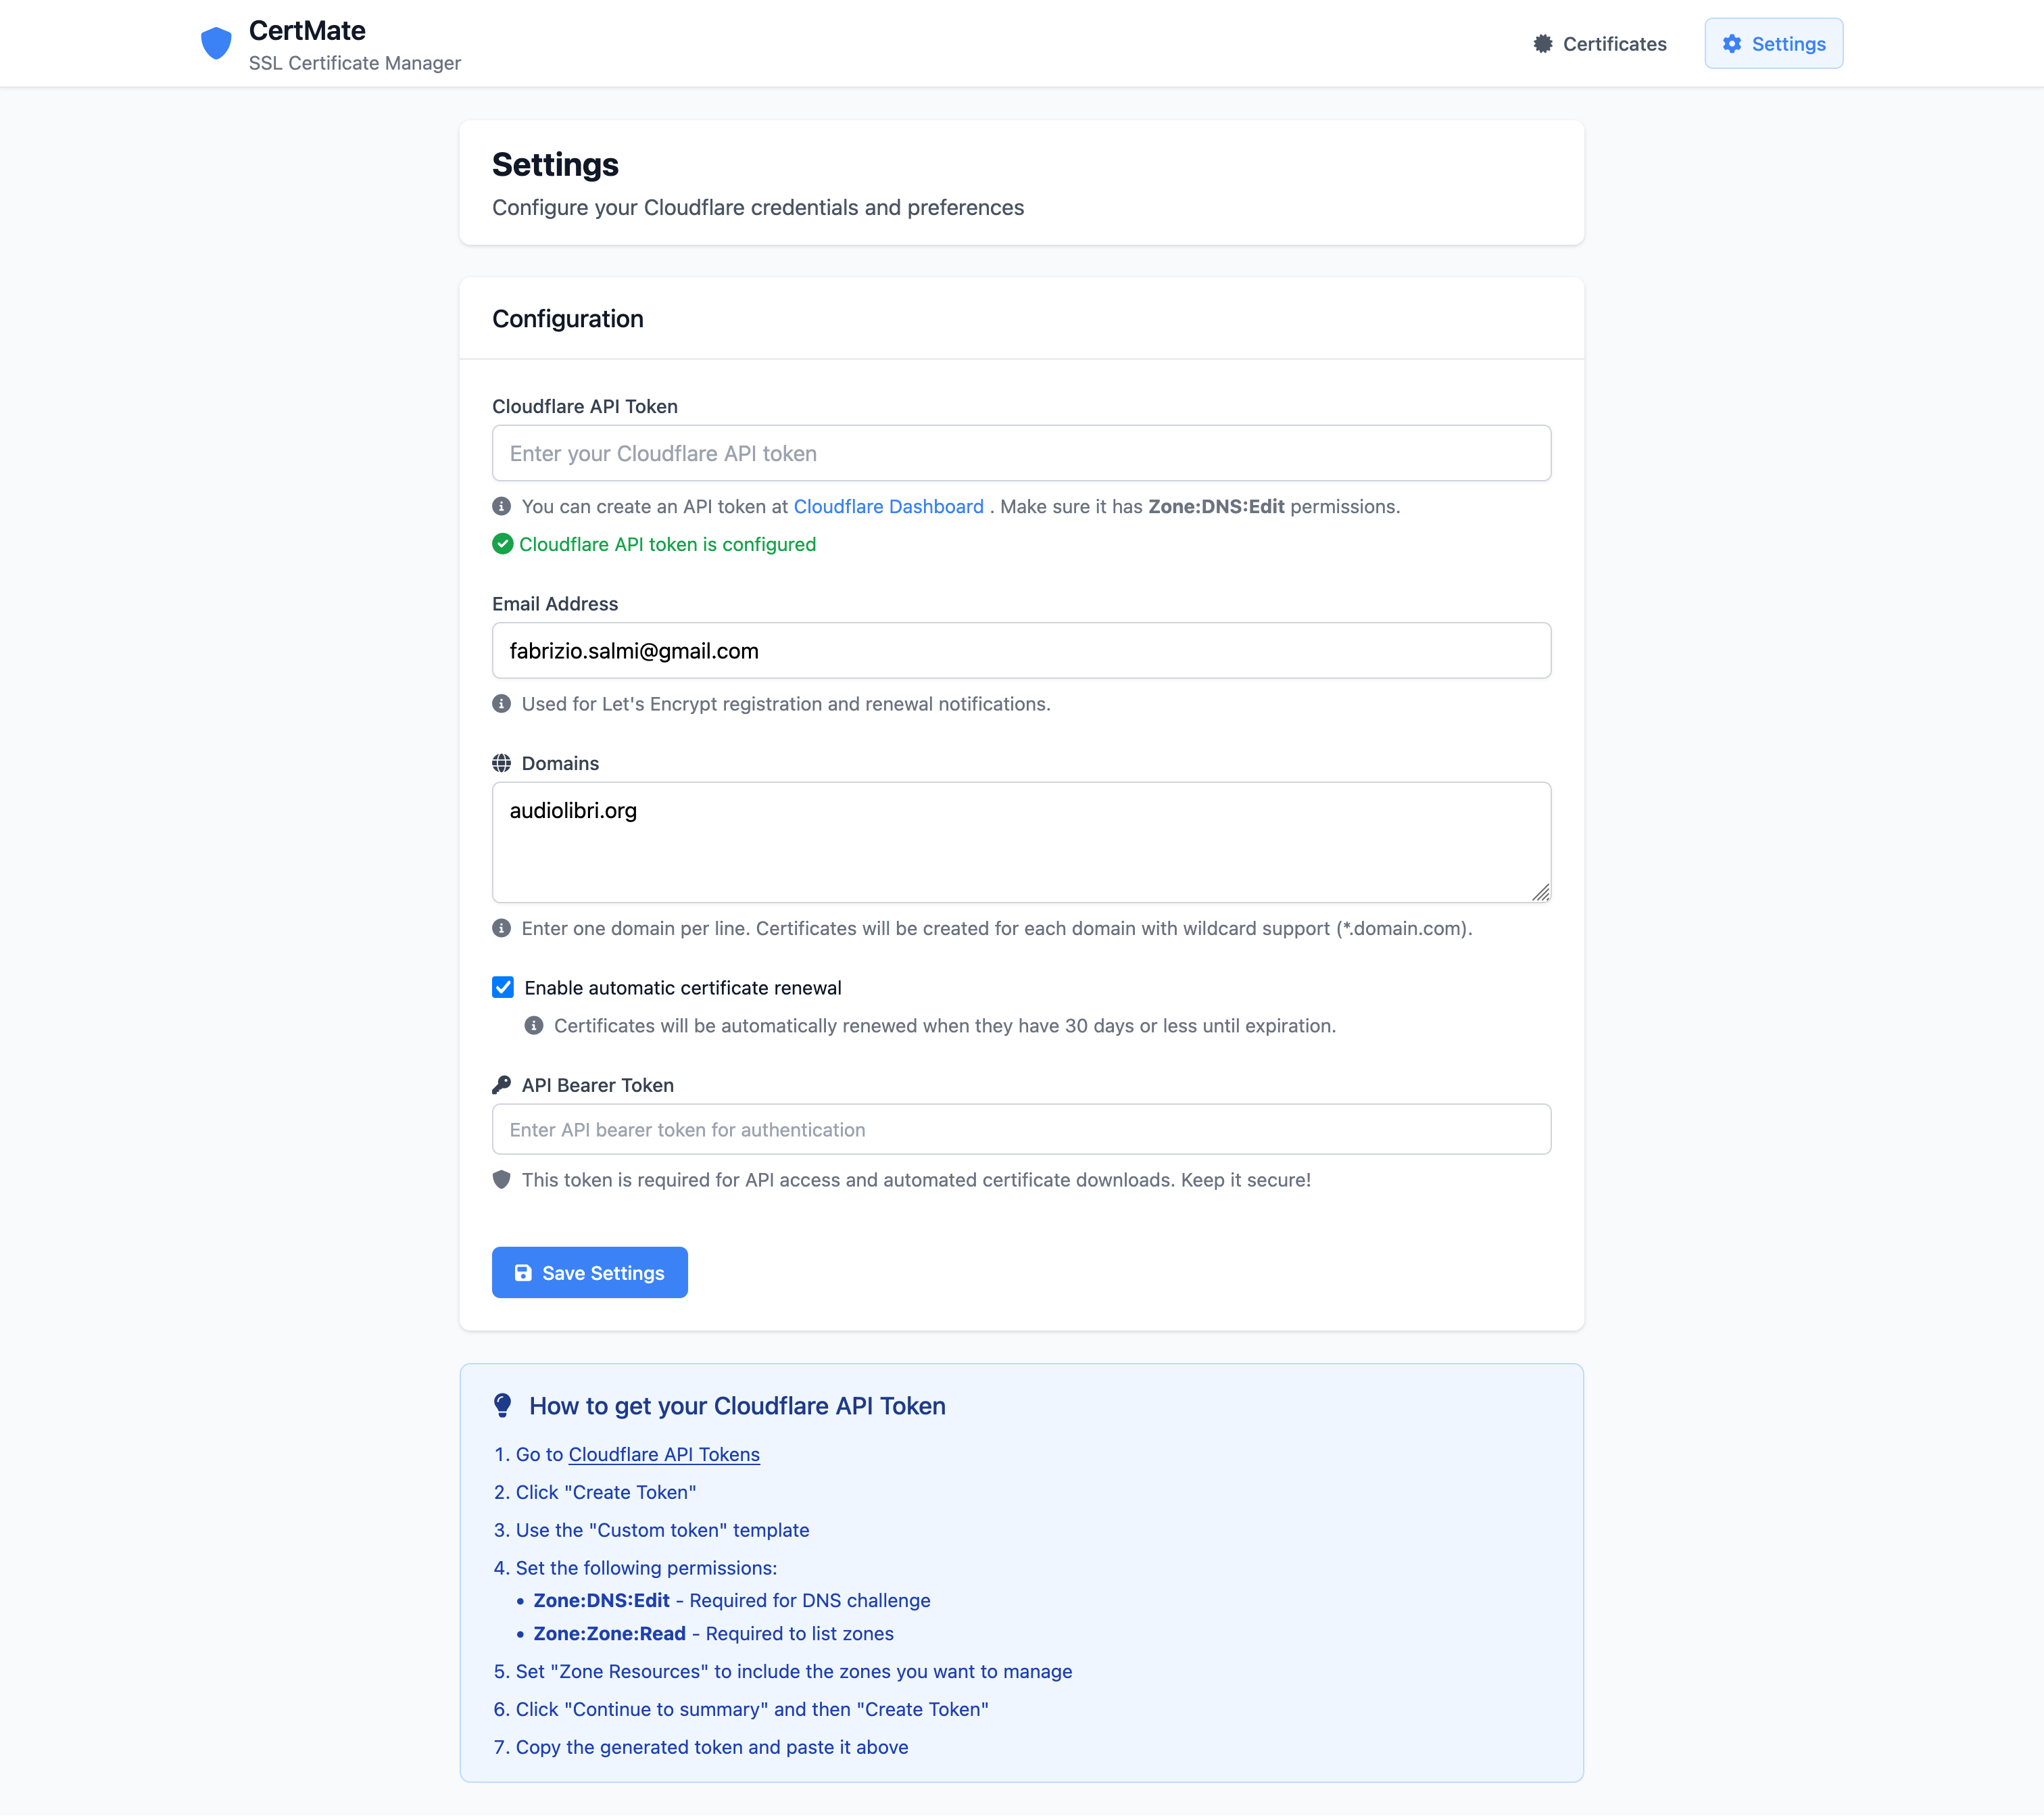 CertMate
SSL Certificate Manager
Certificates
Settings
Settings
Configure your Cloudflare credentials and preferences
Configuration
Cloudflare API Token
Enter your Cloudflare API token
You can create an API token at Cloudflare Dashboard . Make sure it has Zone:DNS:Edit permissions.
Cloudflare API token is configured
Email Address
fabrizio.salmi@gmail.com
Used for Let's Encrypt registration and renewal notifications.
Domains
audiolibri.org
Enter one domain per line. Certificates will be created for each domain with wildcard support (*.domain.com).
Enable automatic certificate renewal
Certificates will be automatically renewed when they have 30 days or less until expiration.
API Bearer Token
Enter API bearer token for authentication
This token is required for API access and automated certificate downloads. Keep it secure!
Save Settings
How to get your Cloudflare API Token
1. Go to Cloudflare API Tokens
2. Click "Create Token"
3. Use the "Custom token" template
4. Set the following permissions:
• Zone:DNS:Edit - Required for DNS challenge
• Zone:Zone:Read - Required to list zones
5. Set "Zone Resources" to include the zones you want to manage
6. Click "Continue to summary" and then "Create Token"
7. Copy the generated token and paste it above